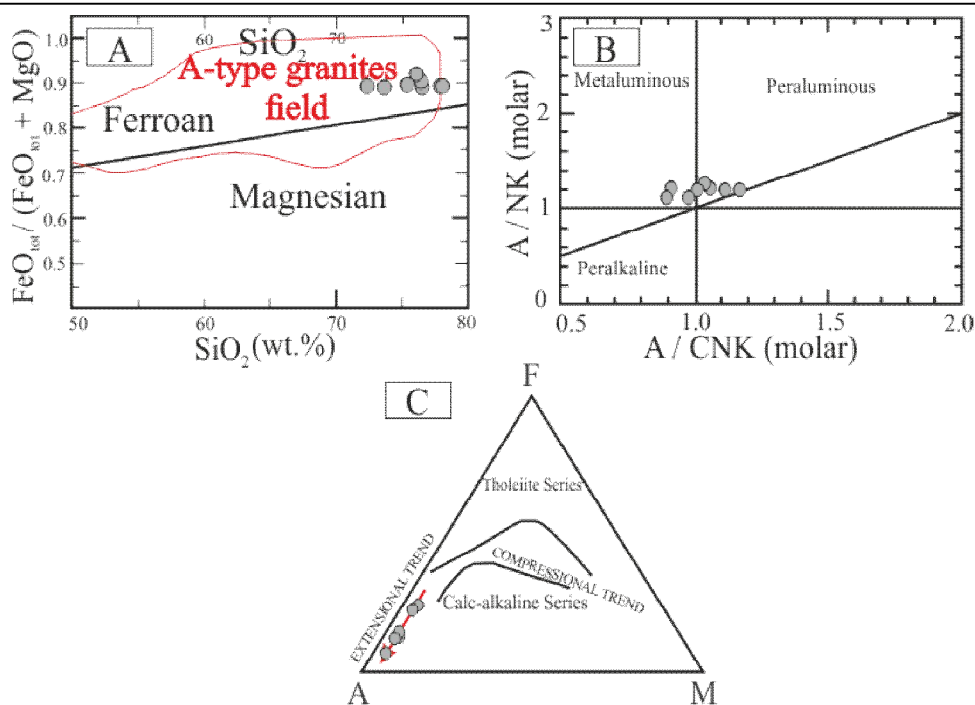 A
60
SiO2
70
A-type granites
field
Ferroan
Magnesian
1.0
0.9
0.8
0.7
0.6
0.5
50
60
70
80
FeOtot / (FeOtot + MgO)
SiO2 (wt.%)
B
Metaluminous
Peraluminous
Peralkaline
3
2
1
0
0.5
1.0
1.5
2.0
A / NK (molar)
A / CNK (molar)
C
F
Tholeiite Series
EXTENSIONAL TREND
COMPRESSIONAL TREND
Calc-alkaline Series
A
M